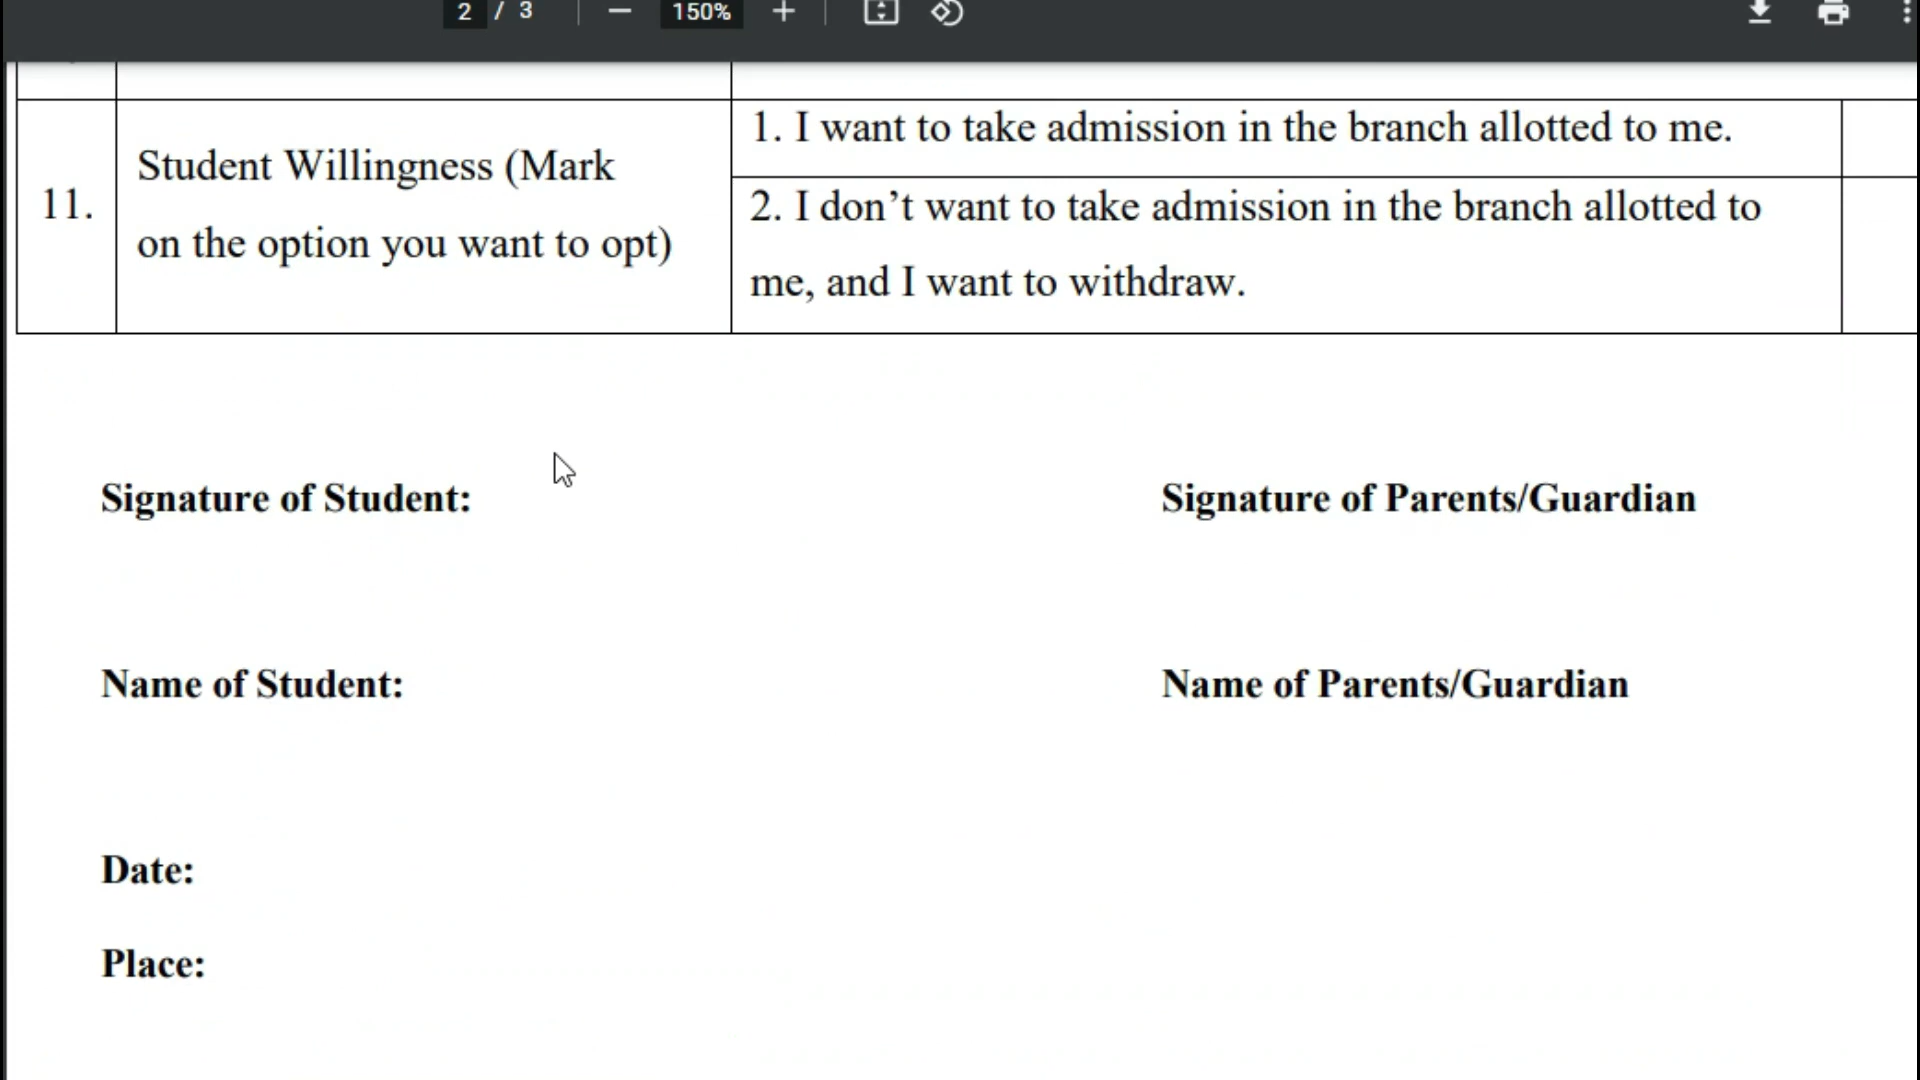 2 / 3 150%
1. I want to take admission in the branch allotted to me.
11. Student Willingness (Mark
on the option you want to opt)
2. I don’t want to take admission in the branch allotted to
me, and I want to withdraw.
Signature of Student: Signature of Parents/Guardian
Name of Student: Name of Parents/Guardian
Date:
Place: